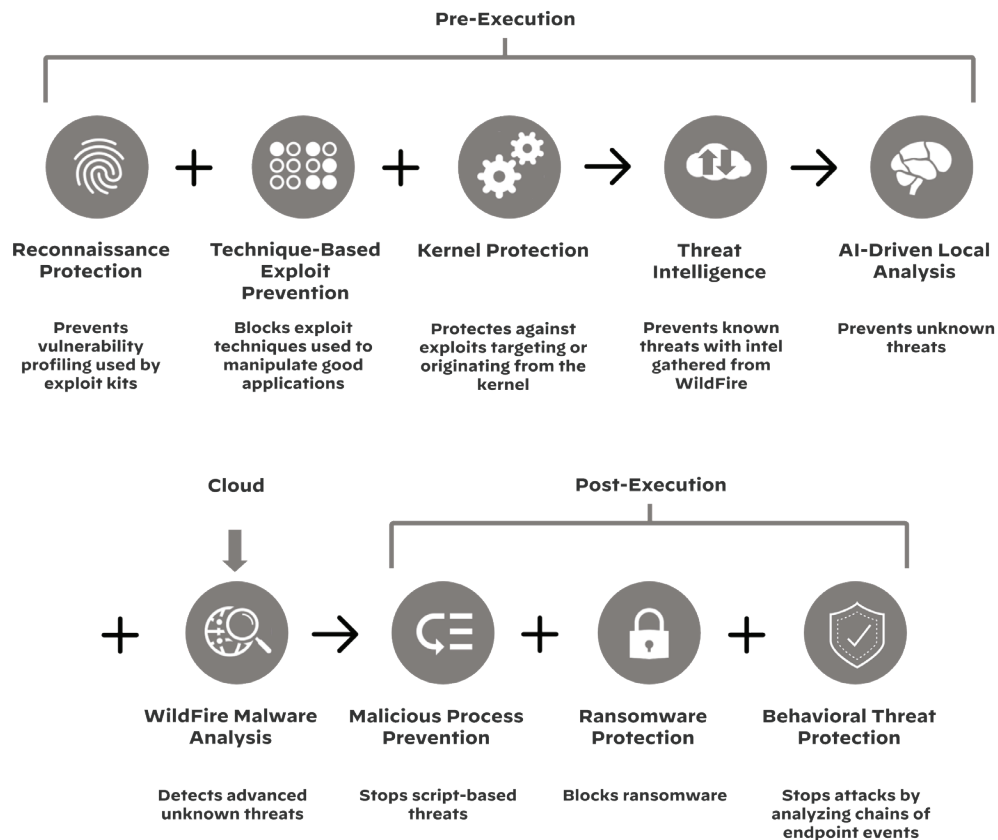 Pre-Execution
Reconnaissance
Protection
Prevents
vulnerability
profiling used by
exploit kits
Technique-Based
Exploit
Prevention
Blocks exploit
techniques used to
manipulate good
applications
Kernel Protection
Protectes against
exploits targeting or
originating from the
kernel
Threat
Intelligence
Prevents known
threats with intel
gathered from
WildFire
AI-Driven Local
Analysis
Prevents unknown
threats
Cloud
WildFire Malware
Analysis
Detects advanced
unknown threats
Post-Execution
Malicious Process
Prevention
Stops script-based
threats
Ransomware
Protection
Blocks ransomware
Behavioral Threat
Protection
Stops attacks by
analyzing chains of
endpoint events